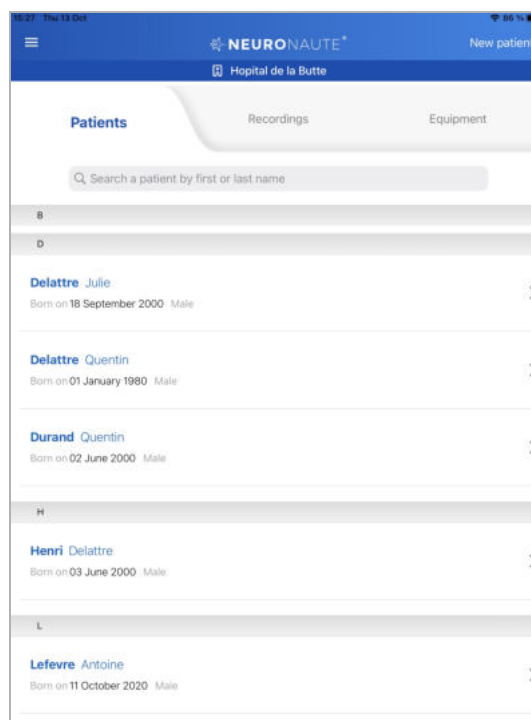 15:27 Thu 13 Oct 86 %
NEURONAUTE New patient
Hopital de la Butte
Patients Recordings Equipment
Search a patient by first or last name
B
D
Delattre Julie
Born on 18 September 2000 Male
Delattre Quentin
Born on 01 January 1980 Male
Durand Quentin
Born on 02 June 2000 Male
H
Henri Delattre
Born on 03 June 2000 Male
L
Lefevre Antoine
Born on 11 October 2020 Male